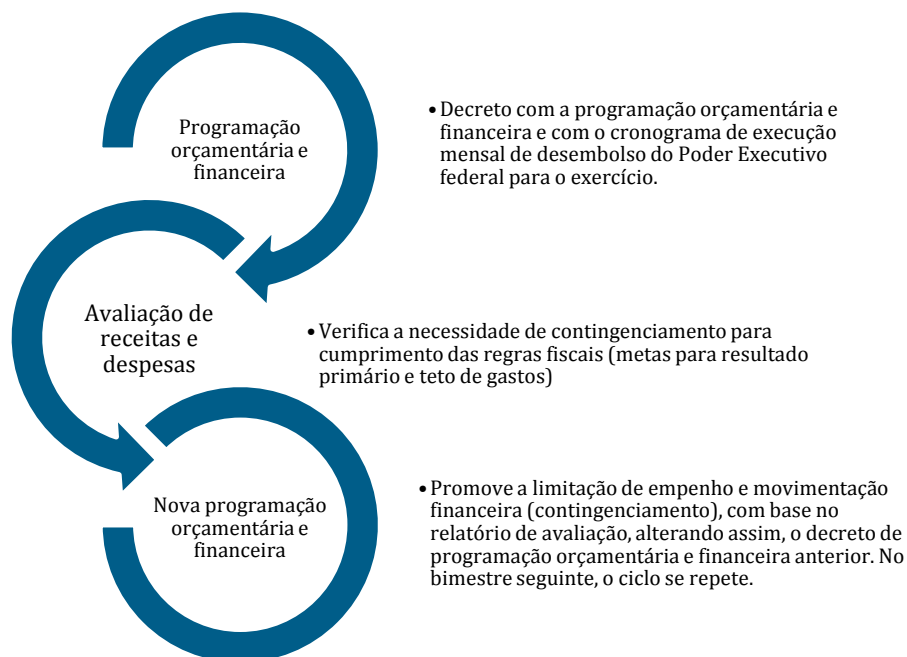 Programação
orçamentária e
financeira
• Decreto com a programação orçamentária e
financeira e com o cronograma de execução
mensal de desembolso do Poder Executivo
federal para o exercício.
Avaliação de
receitas e
despesas
• Verifica a necessidade de contingenciamento para
cumprimento das regras fiscais (metas para resultado
primário e teto de gastos)
Nova programação
orçamentária e
financeira
• Promove a limitação de empenho e movimentação
financeira (contingenciamento), com base no
relatório de avaliação, alterando assim, o decreto de
programação orçamentária e financeira anterior. No
bimestre seguinte, o ciclo se repete.